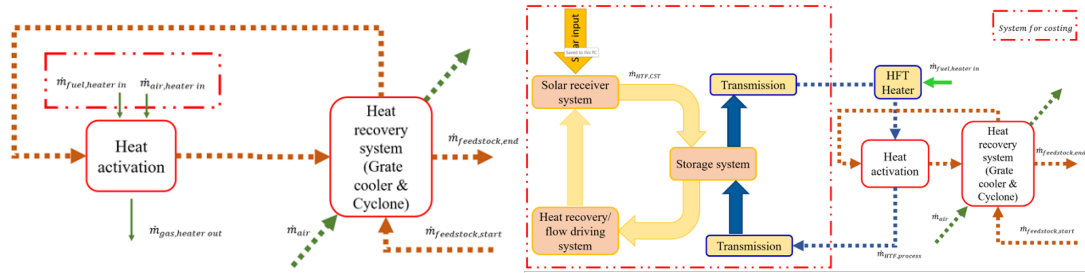 ṁfuel,heater in
ṁair,heater in
Heat
activation
ṁgas,heater out
Heat
recovery
system
(Grate
cooler &
Cyclone)
ṁfeedstock,end
ṁair
ṁfeedstock,start
Solar receiver
system
ṁHTF,CST
Storage system
Heat recovery/
flow driving
system
Transmission
Transmission
System for costing
HFT
Heater
ṁfuel,heater in
Heat
activation
Heat
recovery
system
(Grate
cooler &
Cyclone)
ṁfeedstock,end
ṁair
ṁfeedstock,start
ṁHTF,process